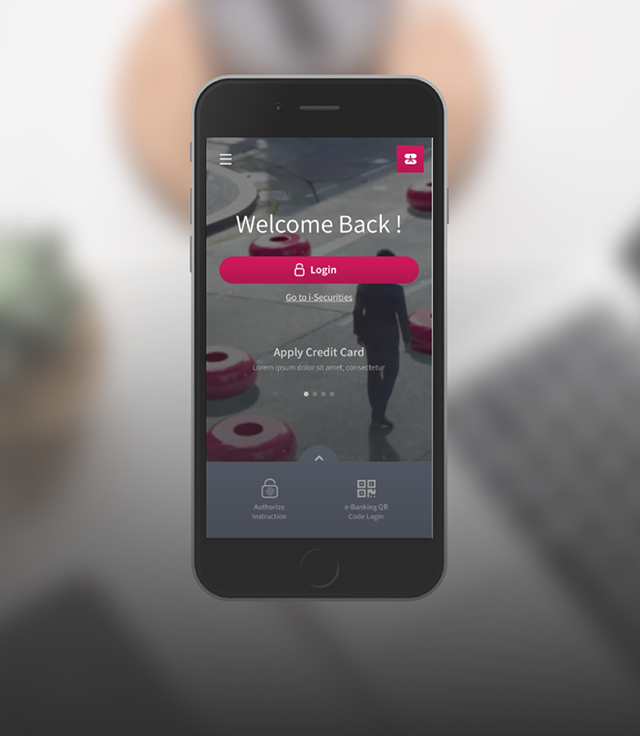 Welcome Back !
Login
Go to i-Securities
Apply Credit Card
Lorem ipsum dolor sit amet, consectetur
Authorize
Instruction
e-Banking QR
Code Login